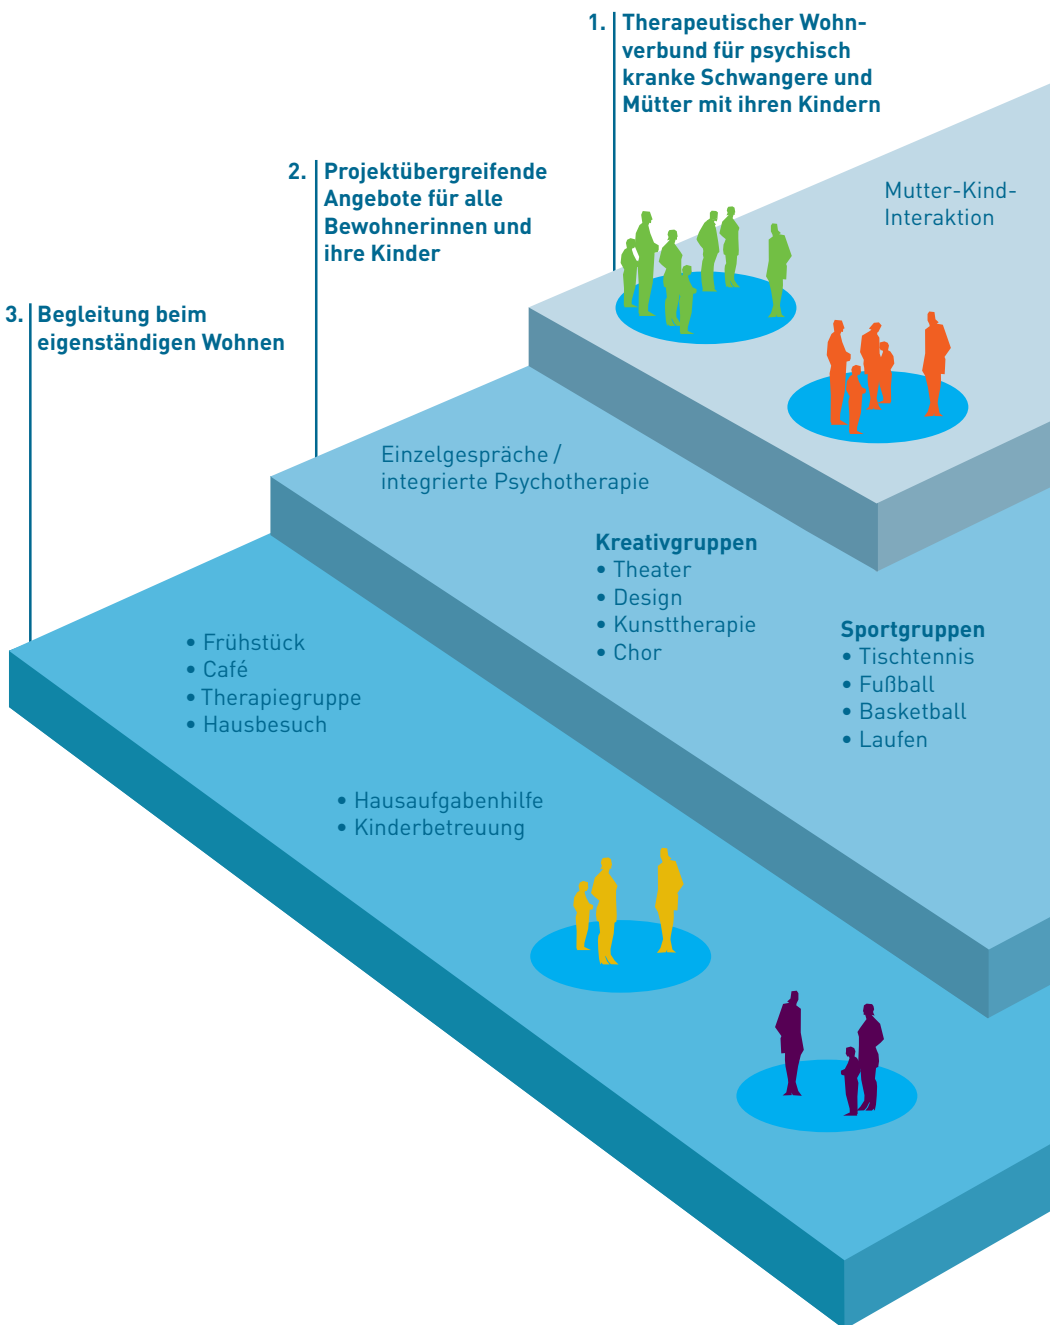 1. Therapeutischer Wohn-
verbund für psychisch
kranke Schwangere und
Mütter mit ihren Kindern
2. Projektübergreifende
Angebote für alle
Bewohnerinnen und
ihre Kinder
3. Begleitung beim
eigenständigen Wohnen
Mutter-Kind-
Interaktion
Einzelgespräche /
integrierte Psychotherapie
Kreativgruppen
• Theater
• Design
• Kunsttherapie
• Chor
Sportgruppen
• Tischtennis
• Fußball
• Basketball
• Laufen
• Frühstück
• Café
• Therapiegruppe
• Hausbesuch
• Hausaufgabenhilfe
• Kinderbetreuung